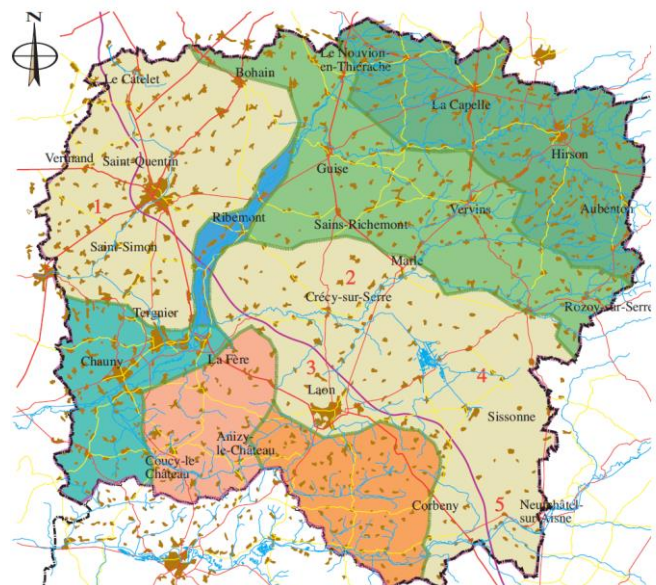 N
Le Nouvion-
en-Thiérache
Bohain
Le Catelet
La Capelle
Hirson
Vermand
Saint-Quentin
Guise
1
Ribemont
Vervins
Aubenton
Sains-Richemont
Saint-Simon
Marle
2
Crécy-sur-Serre
Rozoy-sur-Serre
Tergnier
Chauny
La Fère
3
4
Laon
Sissonne
Anizy-
le-Château
Coucy-le-
Château
Corbeny
5
Neufchâtel-
sur-Aisne